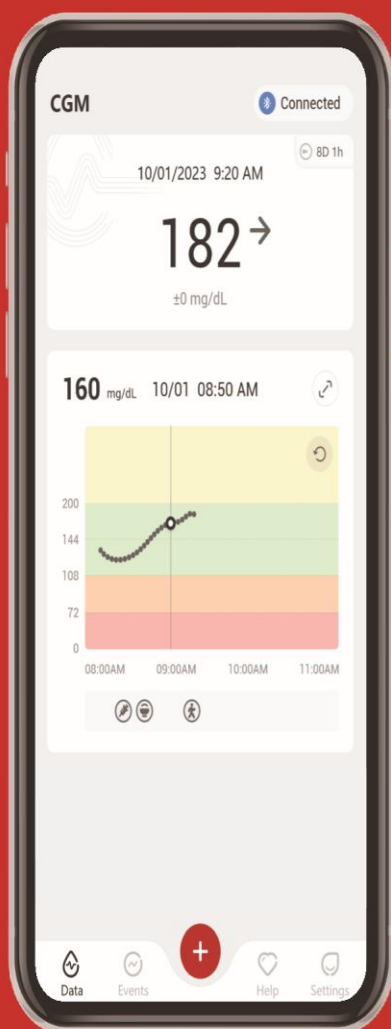 CGM
Connected
8D 1h
10/01/2023 9:20 AM
182
±0 mg/dL
160 mg/dL 10/01 08:50 AM
200
144
108
72
0
08:00AM 09:00AM 10:00AM 11:00AM
Data Events Help Settings